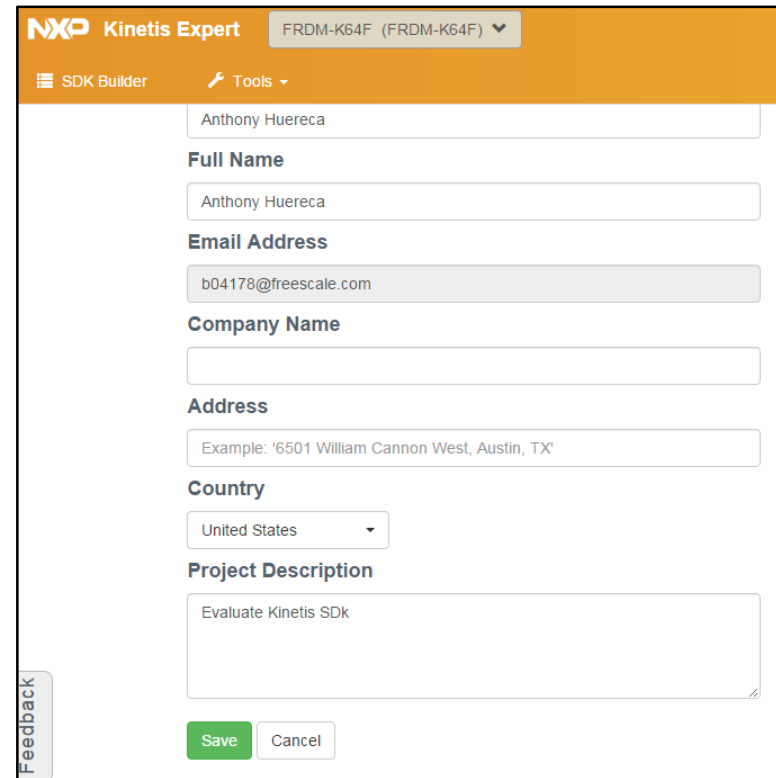 NXP Kinetis Expert FRDM-K64F (FRDM-K64F)
SDK Builder Tools
Anthony Huereca
Full Name
Anthony Huereca
Email Address
b04178@freescale.com
Company Name
Address
Example: '6501 William Cannon West, Austin, TX'
Country
United States
Project Description
Evaluate Kinetis SDk
Feedback
Save Cancel